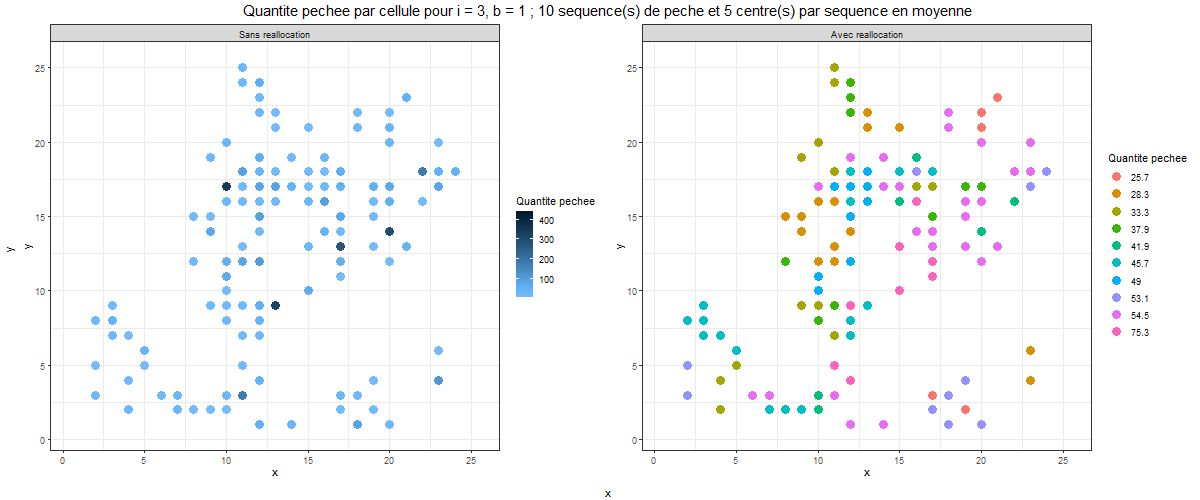 Quantite pechee par cellule pour i = 3, b = 1 ; 10 sequence(s) de peche et 5 centre(s) par sequence en moyenne
Sans reallocation
25
20
15
10
5
0
y
y
0 5 10 15 20 25
x
Quantite pechee
400
300
200
100
Avec reallocation
25
20
15
10
5
0
y
0 5 10 15 20 25
x
Quantite pechee
25.7
28.3
33.3
37.9
41.9
45.7
49
53.1
54.5
75.3
x